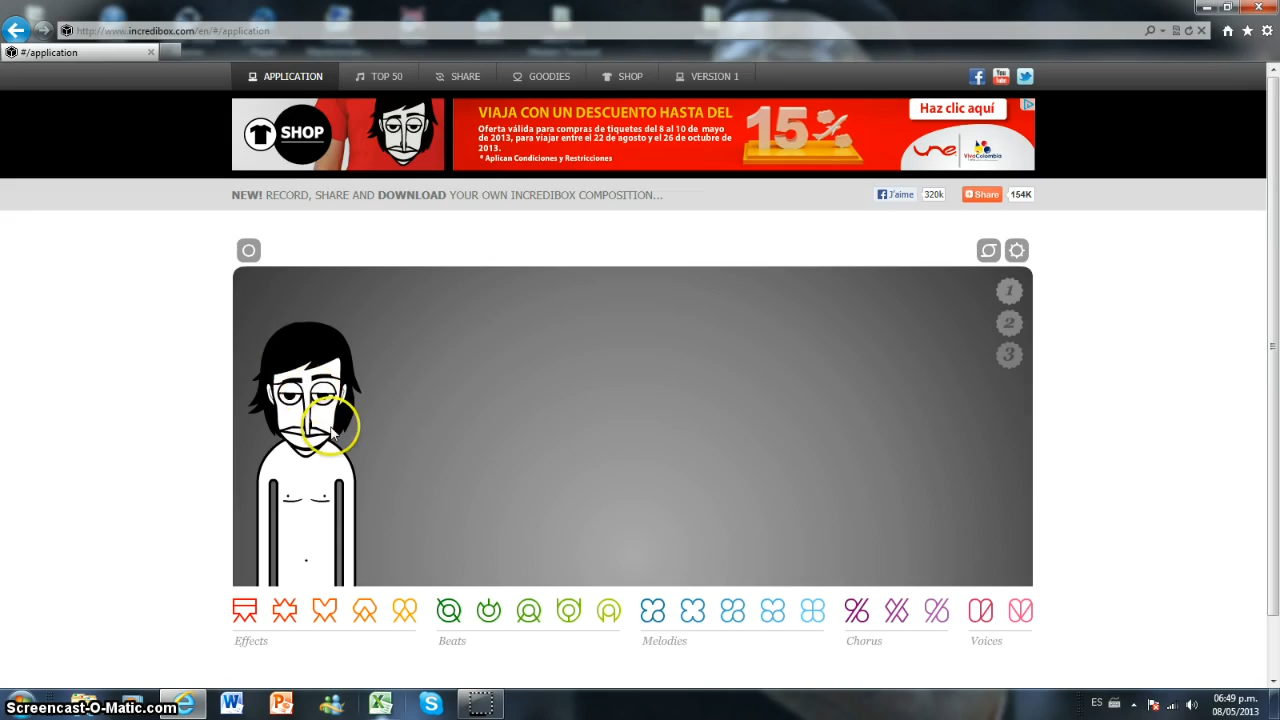 http://www.incredibox.com/en/#/application
#/application
APPLICATION
TOP 50
SHARE
GOODIES
SHOP
VERSION 1
You
Tube
SHOP
VIAJA CON UN DESCUENTO HASTA DEL
Oferta válida para compras de tiquetes del 8 al 10 de mayo
de 2013, para viajar entre el 22 de agosto y el 26 de octubre de
2013.
* Aplican Condiciones y Restricciones
15%
Haz clic aquí
une
VivaColombia
NEW! RECORD, SHARE AND DOWNLOAD YOUR OWN INCREDIBOX COMPOSITION...
J'aime
320k
Share
154K
1
2
3
Effects
Beats
Melodies
Chorus
Voices
ES
06:49 p.m.
08/05/2013
Screencast-O-Matic.com